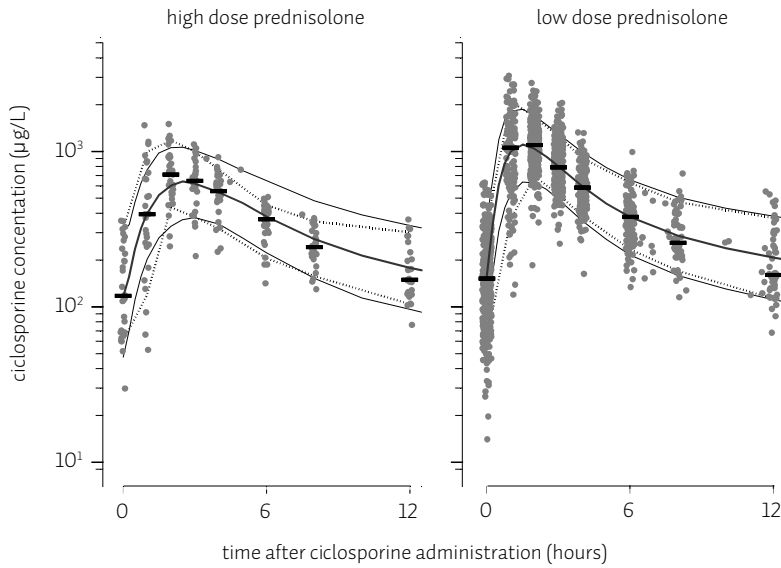 high dose prednisolone
low dose prednisolone
ciclosporine concentration (µg/L)
10³
10²
10¹
0
6
12
0
6
12
time after ciclosporine administration (hours)